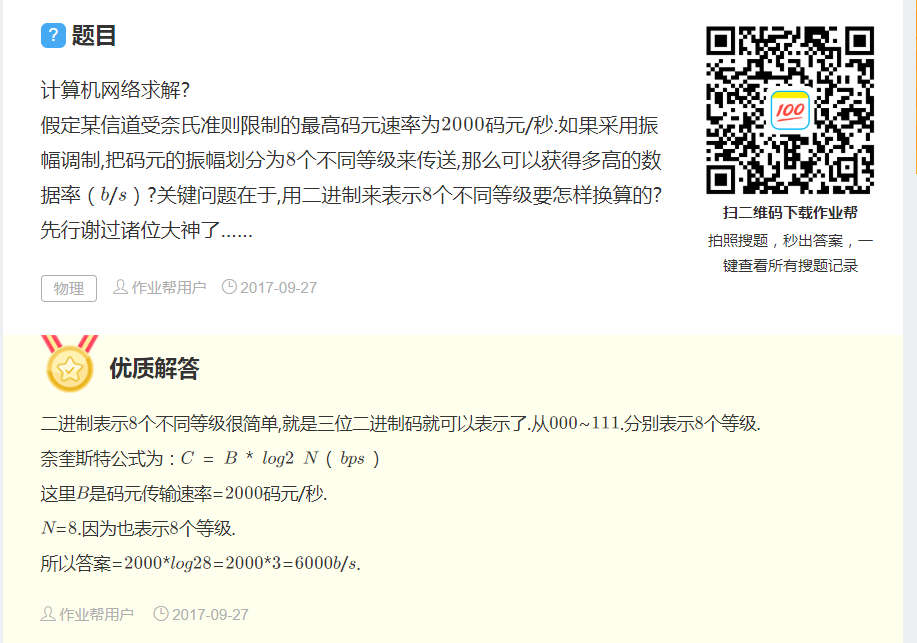 ? 题目
计算机网络求解?
假定某信道受奈氏准则限制的最高码元速率为2000码元/秒.如果采用振
幅调制,把码元的振幅划分为8个不同等级来传送,那么可以获得多高的数
据率（b/s）?关键问题在于,用二进制来表示8个不同等级要怎样换算的?
先行谢过诸位大神了......
物理 作业帮用户 2017-09-27
100
扫二维码下载作业帮
拍照搜题，秒出答案，一
键查看所有搜题记录
优质解答
二进制表示8个不同等级很简单,就是三位二进制码就可以表示了.从000~111.分别表示8个等级.
奈奎斯特公式为：C = B * log2 N（ bps ）
这里B是码元传输速率=2000码元/秒.
N=8.因为也表示8个等级.
所以答案=2000*log28=2000*3=6000b/s.
作业帮用户 2017-09-27